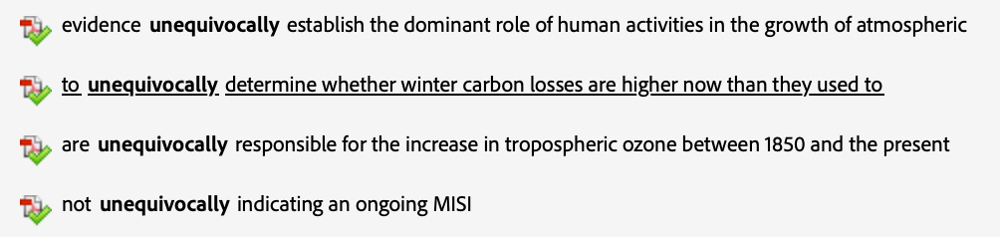 evidence unequivocally establish the dominant role of human activities in the growth of atmospheric
to unequivocally determine whether winter carbon losses are higher now than they used to
are unequivocally responsible for the increase in tropospheric ozone between 1850 and the present
not unequivocally indicating an ongoing MISI